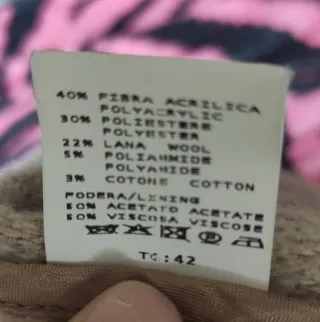 40% FIBRA ACRILICA
POLYACRYLIC
30% POLIESTERE
POLYESTER
22% LANA WOOL
5% POLIAMMIDE
POLYAMIDE
3% COTONE COTTON
FODERA/LINING
50% ACETATO ACETATE
50% VISCOSA VISCOSE
TG:42